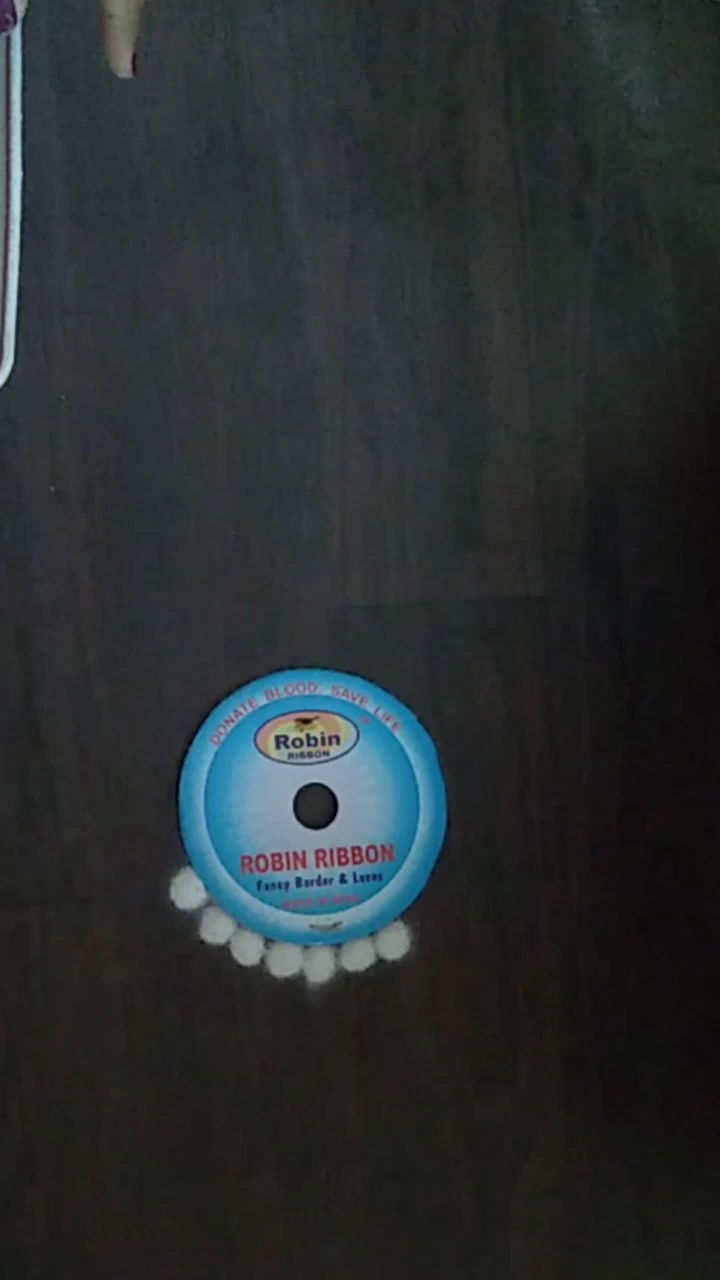 DONATE BLOOD, SAVE LIFE
Robin
RIBBON
ROBIN RIBBON
Fancy Border & Laces